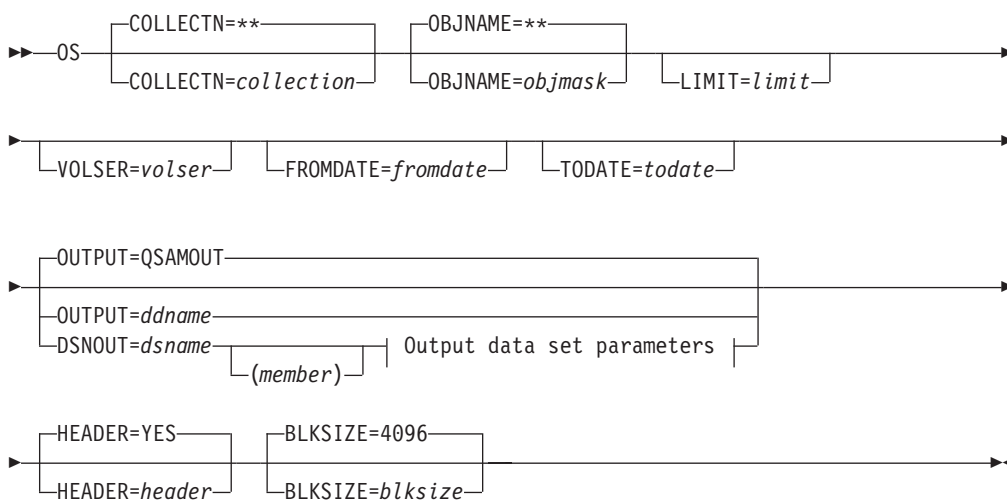 COLLECTN=** OBJNAME=**
OS
COLLECTN=collection OBJNAME=objmask LIMIT=limit
VOLSER=volser FROMDATE=fromdate TODATE=todate
OUTPUT=QSAMOUT
OUTPUT=ddname
DSNOUT=dsname Output data set parameters
(member)
HEADER=YES BLKSIZE=4096
HEADER=header BLKSIZE=blksize